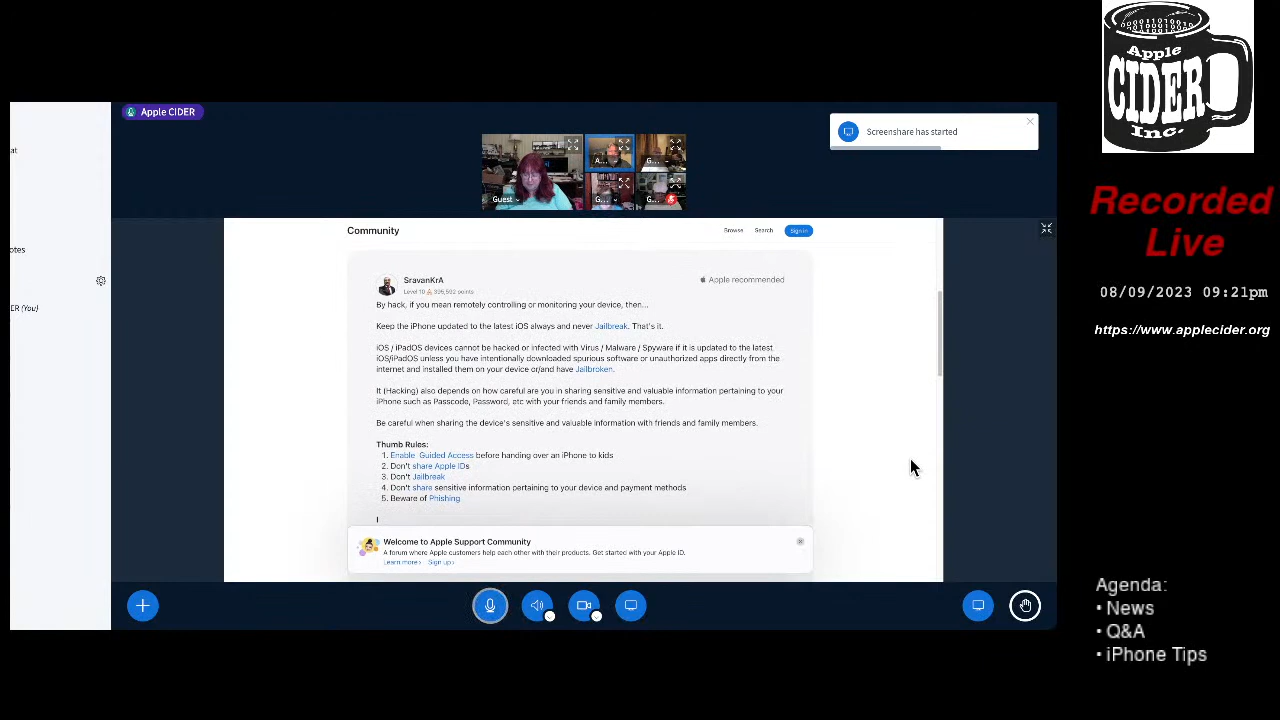 Apple CIDER
Screenshare has started
at
otes
ER (You)
A...
G...
Guest
G...
G...
Community
Browse
Search
Sign in
SravanKrA
Level 10
395,592 points
Apple recommended
By hack, if you mean remotely controlling or monitoring your device, then...
Keep the iPhone updated to the latest iOS always and never Jailbreak. That's it.
iOS / iPadOS devices cannot be hacked or infected with Virus / Malware / Spyware if it is updated to the latest
iOS/iPadOS unless you have intentionally downloaded spurious software or unauthorized apps directly from the
internet and installed them on your device or/and have Jailbroken.
It (Hacking) also depends on how careful are you in sharing sensitive and valuable information pertaining to your
iPhone such as Passcode, Password, etc with your friends and family members.
Be careful when sharing the device's sensitive and valuable information with friends and family members.
Thumb Rules:
1. Enable Guided Access before handing over an iPhone to kids
2. Don't share Apple IDs
3. Don't Jailbreak
4. Don't share sensitive information pertaining to your device and payment methods
5. Beware of Phishing
Welcome to Apple Support Community
A forum where Apple customers help each other with their products. Get started with your Apple ID.
Learn more ›
Sign up ›
Apple
CIDER
Inc.
Recorded
Live
08/09/2023 09:21pm
https://www.applecider.org
Agenda:
• News
• Q&A
• iPhone Tips